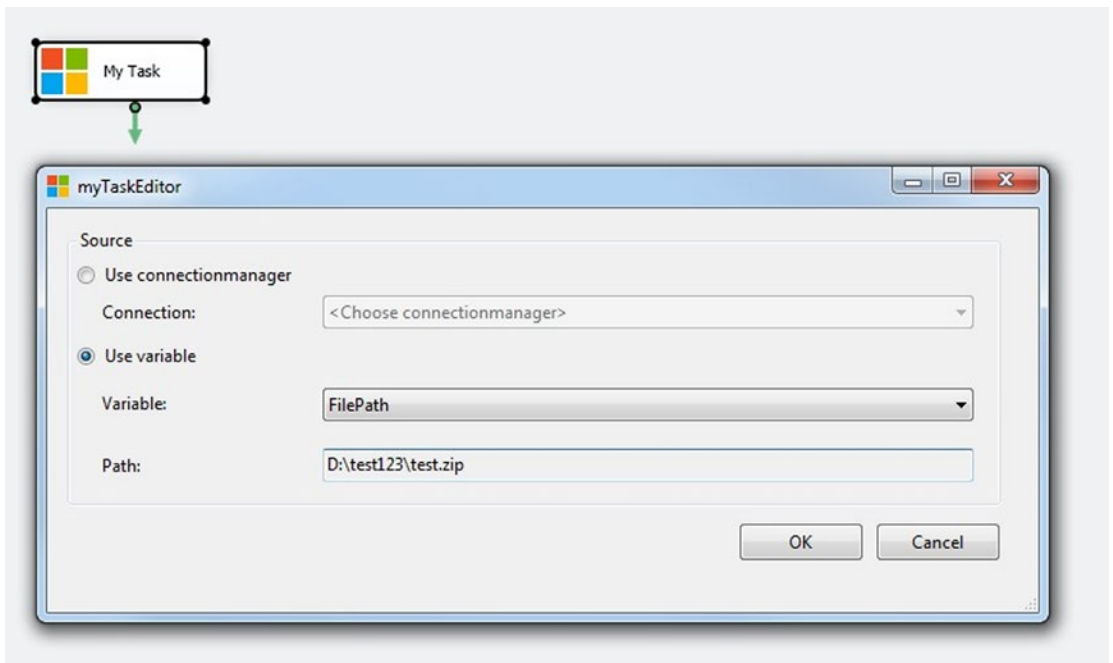 My Task
myTaskEditor
Source
Use connectionmanager
Connection: <Choose connectionmanager>
Use variable
Variable: FilePath
Path: D:\test123\test.zip
OK Cancel